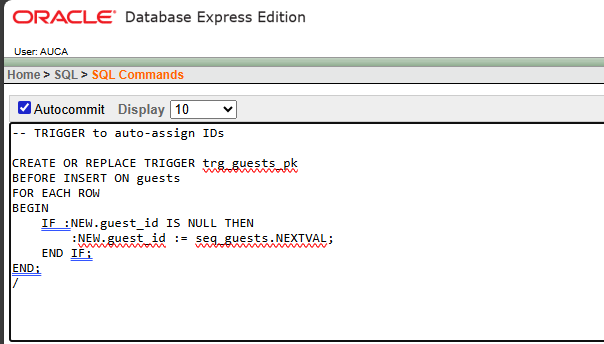 ORACLE® Database Express Edition
User: AUCA
Home > SQL > SQL Commands
Autocommit Display 10
-- TRIGGER to auto-assign IDs
CREATE OR REPLACE TRIGGER trg_guests_pk
BEFORE INSERT ON guests
FOR EACH ROW
BEGIN
    IF :NEW.guest_id IS NULL THEN
        :NEW.guest_id := seq_guests.NEXTVAL;
    END IF;
END;
/